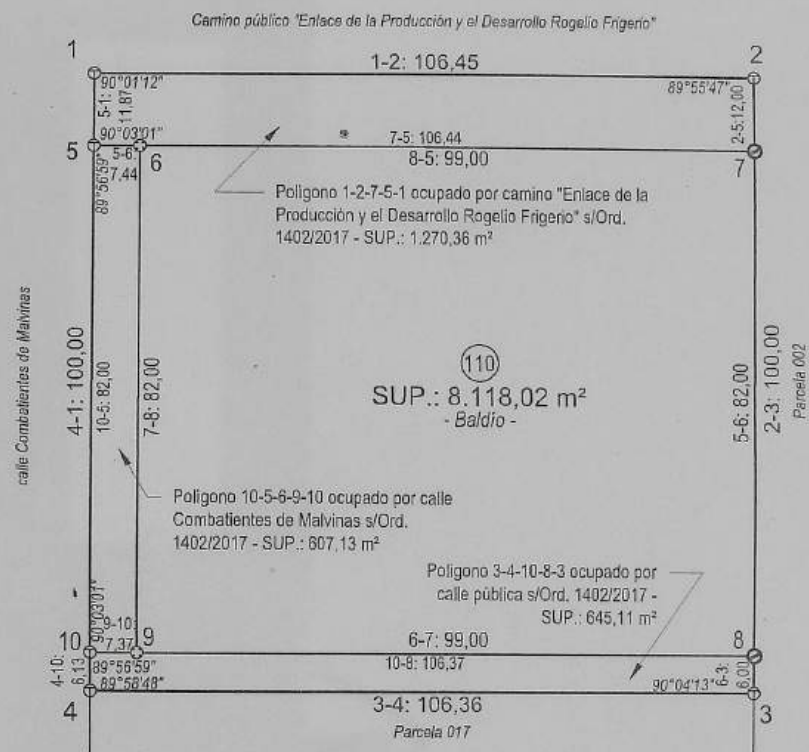 Camino público "Enlace de la Producción y el Desarrollo Rogelio Frigerio"
1
1-2: 106,45
2
90°01'12"
89°55'47"
5-1:
11,87
2-5:12,00
90°03'01"
7-5: 106,44
5
5-6:
7,44
6
8-5: 99,00
7
89°56'59"
Poligono 1-2-7-5-1 ocupado por camino "Enlace de la
Producción y el Desarrollo Rogelio Frigerio" s/Ord.
1402/2017 - SUP.: 1.270,36 m²
calle Combatientes de Malvinas
4-1: 100,00
10-5: 82,00
7-8: 82,00
110
SUP.: 8.118,02 m²
- Baldio -
5-6: 82,00
2-3: 100,00
Parcela 002
Poligono 10-5-6-9-10 ocupado por calle
Combatientes de Malvinas s/Ord.
1402/2017 - SUP.: 607,13 m²
Poligono 3-4-10-8-3 ocupado por
calle pública s/Ord. 1402/2017 -
SUP.: 645,11 m²
90°03'01"
10
9-10:
7,37
9
6-7: 99,00
8
4-10:
6,13
89°56'59"
10-8: 106,37
6-3:
6,00
89°58'48"
90°04'13"
4
3-4: 106,36
3
Parcela 017